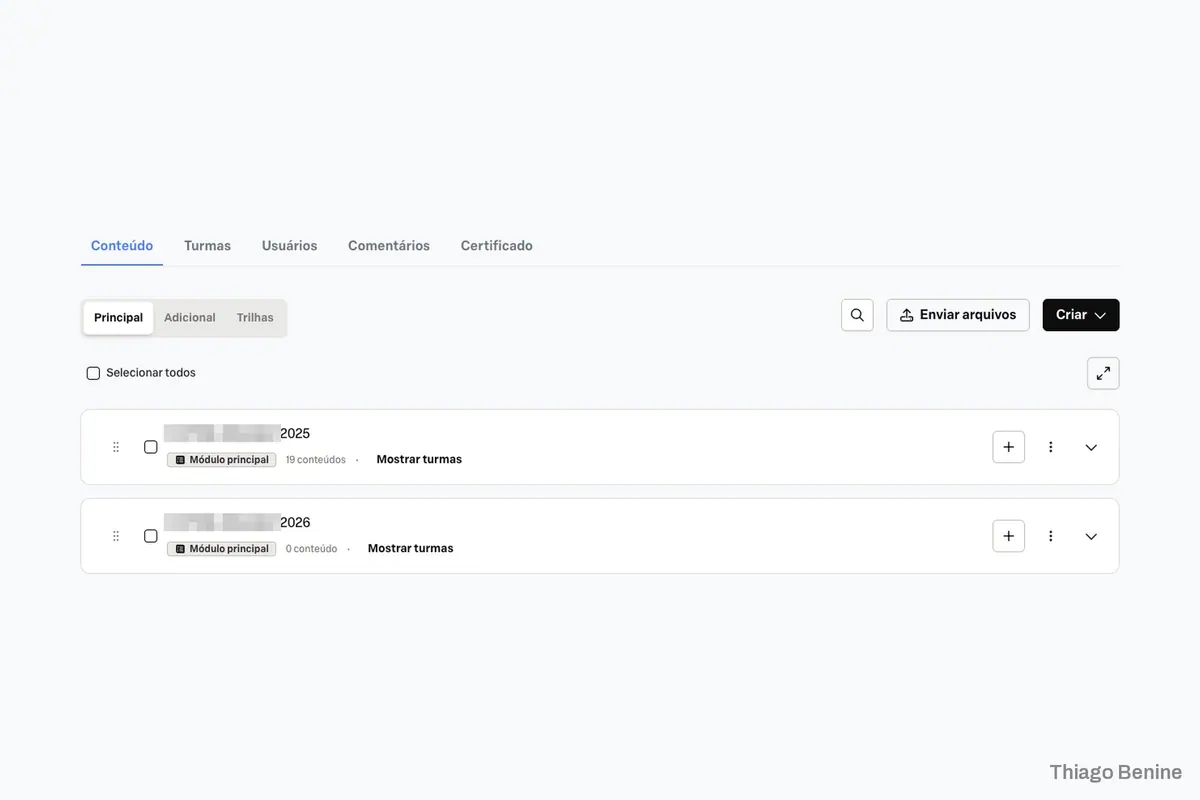 Conteúdo Turmas Usuários Comentários Certificado
Principal Adicional Trilhas Enviar arquivos Criar
Selecionar todos
2025
Módulo principal 19 conteúdos · Mostrar turmas
2026
Módulo principal 0 conteúdo · Mostrar turmas
Thiago Benine